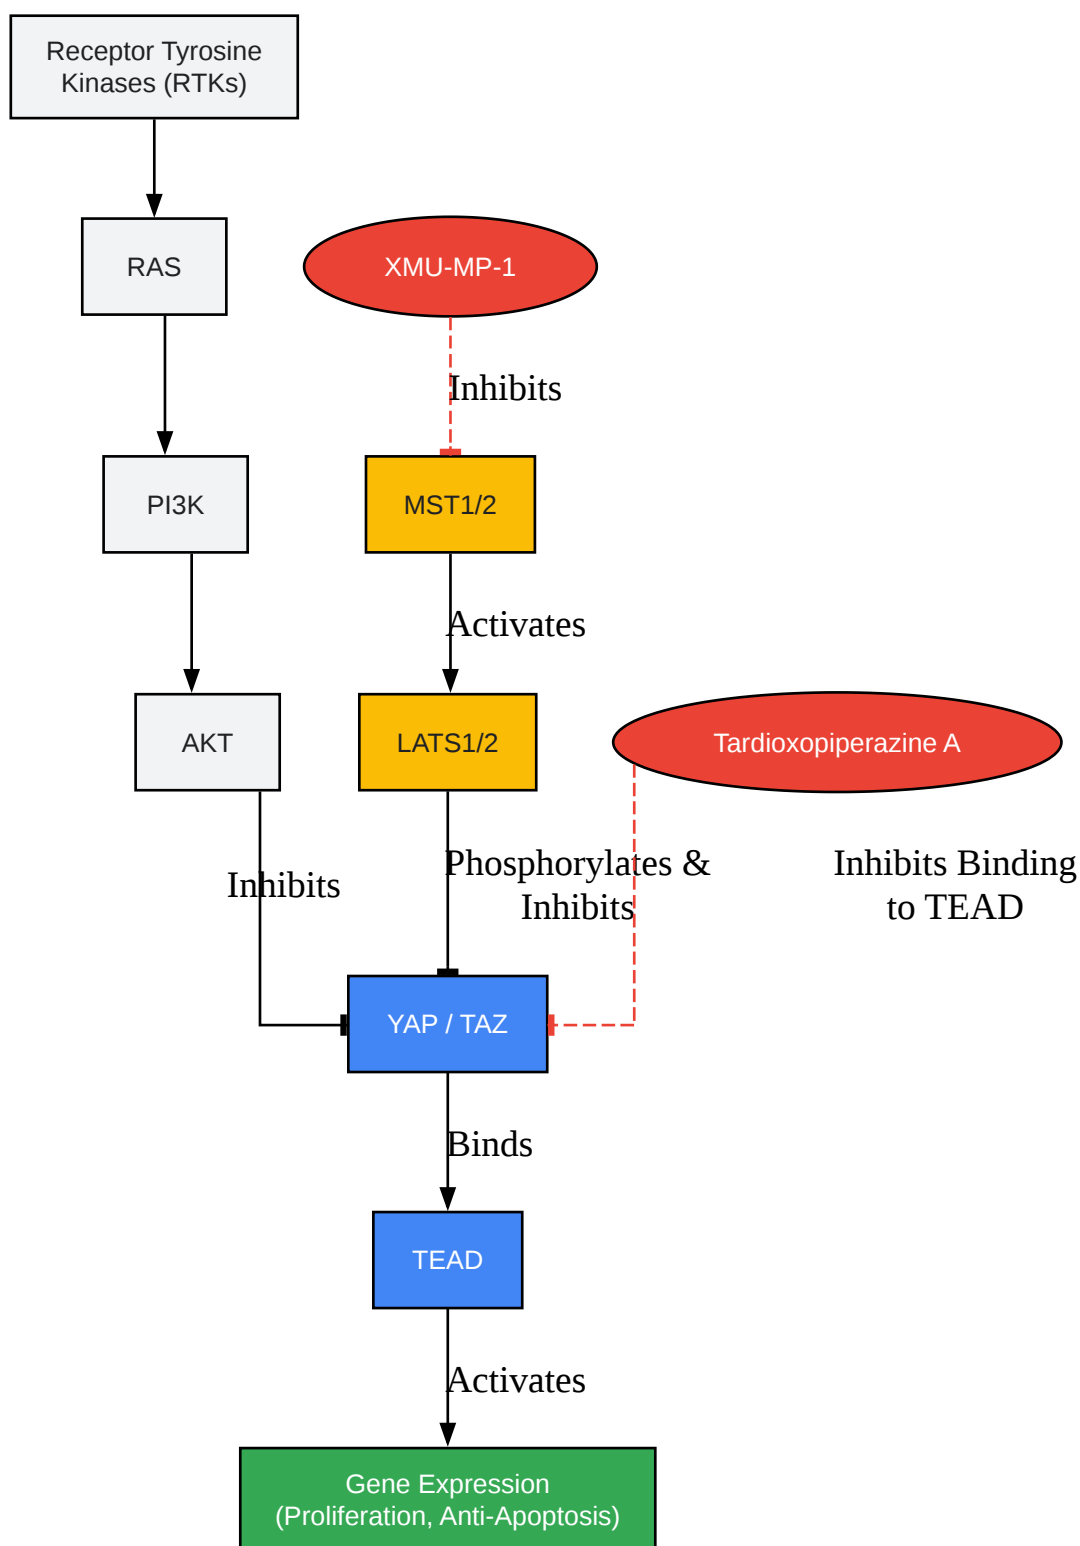 Receptor Tyrosine
Kinases (RTKs)
RAS
XMU-MP-1
Inhibits
PI3K
MST1/2
Activates
AKT
LATS1/2
Tardioxopiperazine A
Inhibits
Phosphorylates &
Inhibits
Inhibits Binding
to TEAD
YAP / TAZ
Binds
TEAD
Activates
Gene Expression
(Proliferation, Anti-Apoptosis)